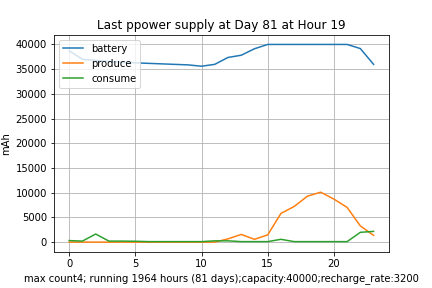 Last ppower supply at Day 81 at Hour 19
40000
35000
30000
25000
20000
15000
10000
5000
0
mAh
battery
produce
consume
0 5 10 15 20
max count4; running 1964 hours (81 days);capacity:40000;recharge_rate:3200